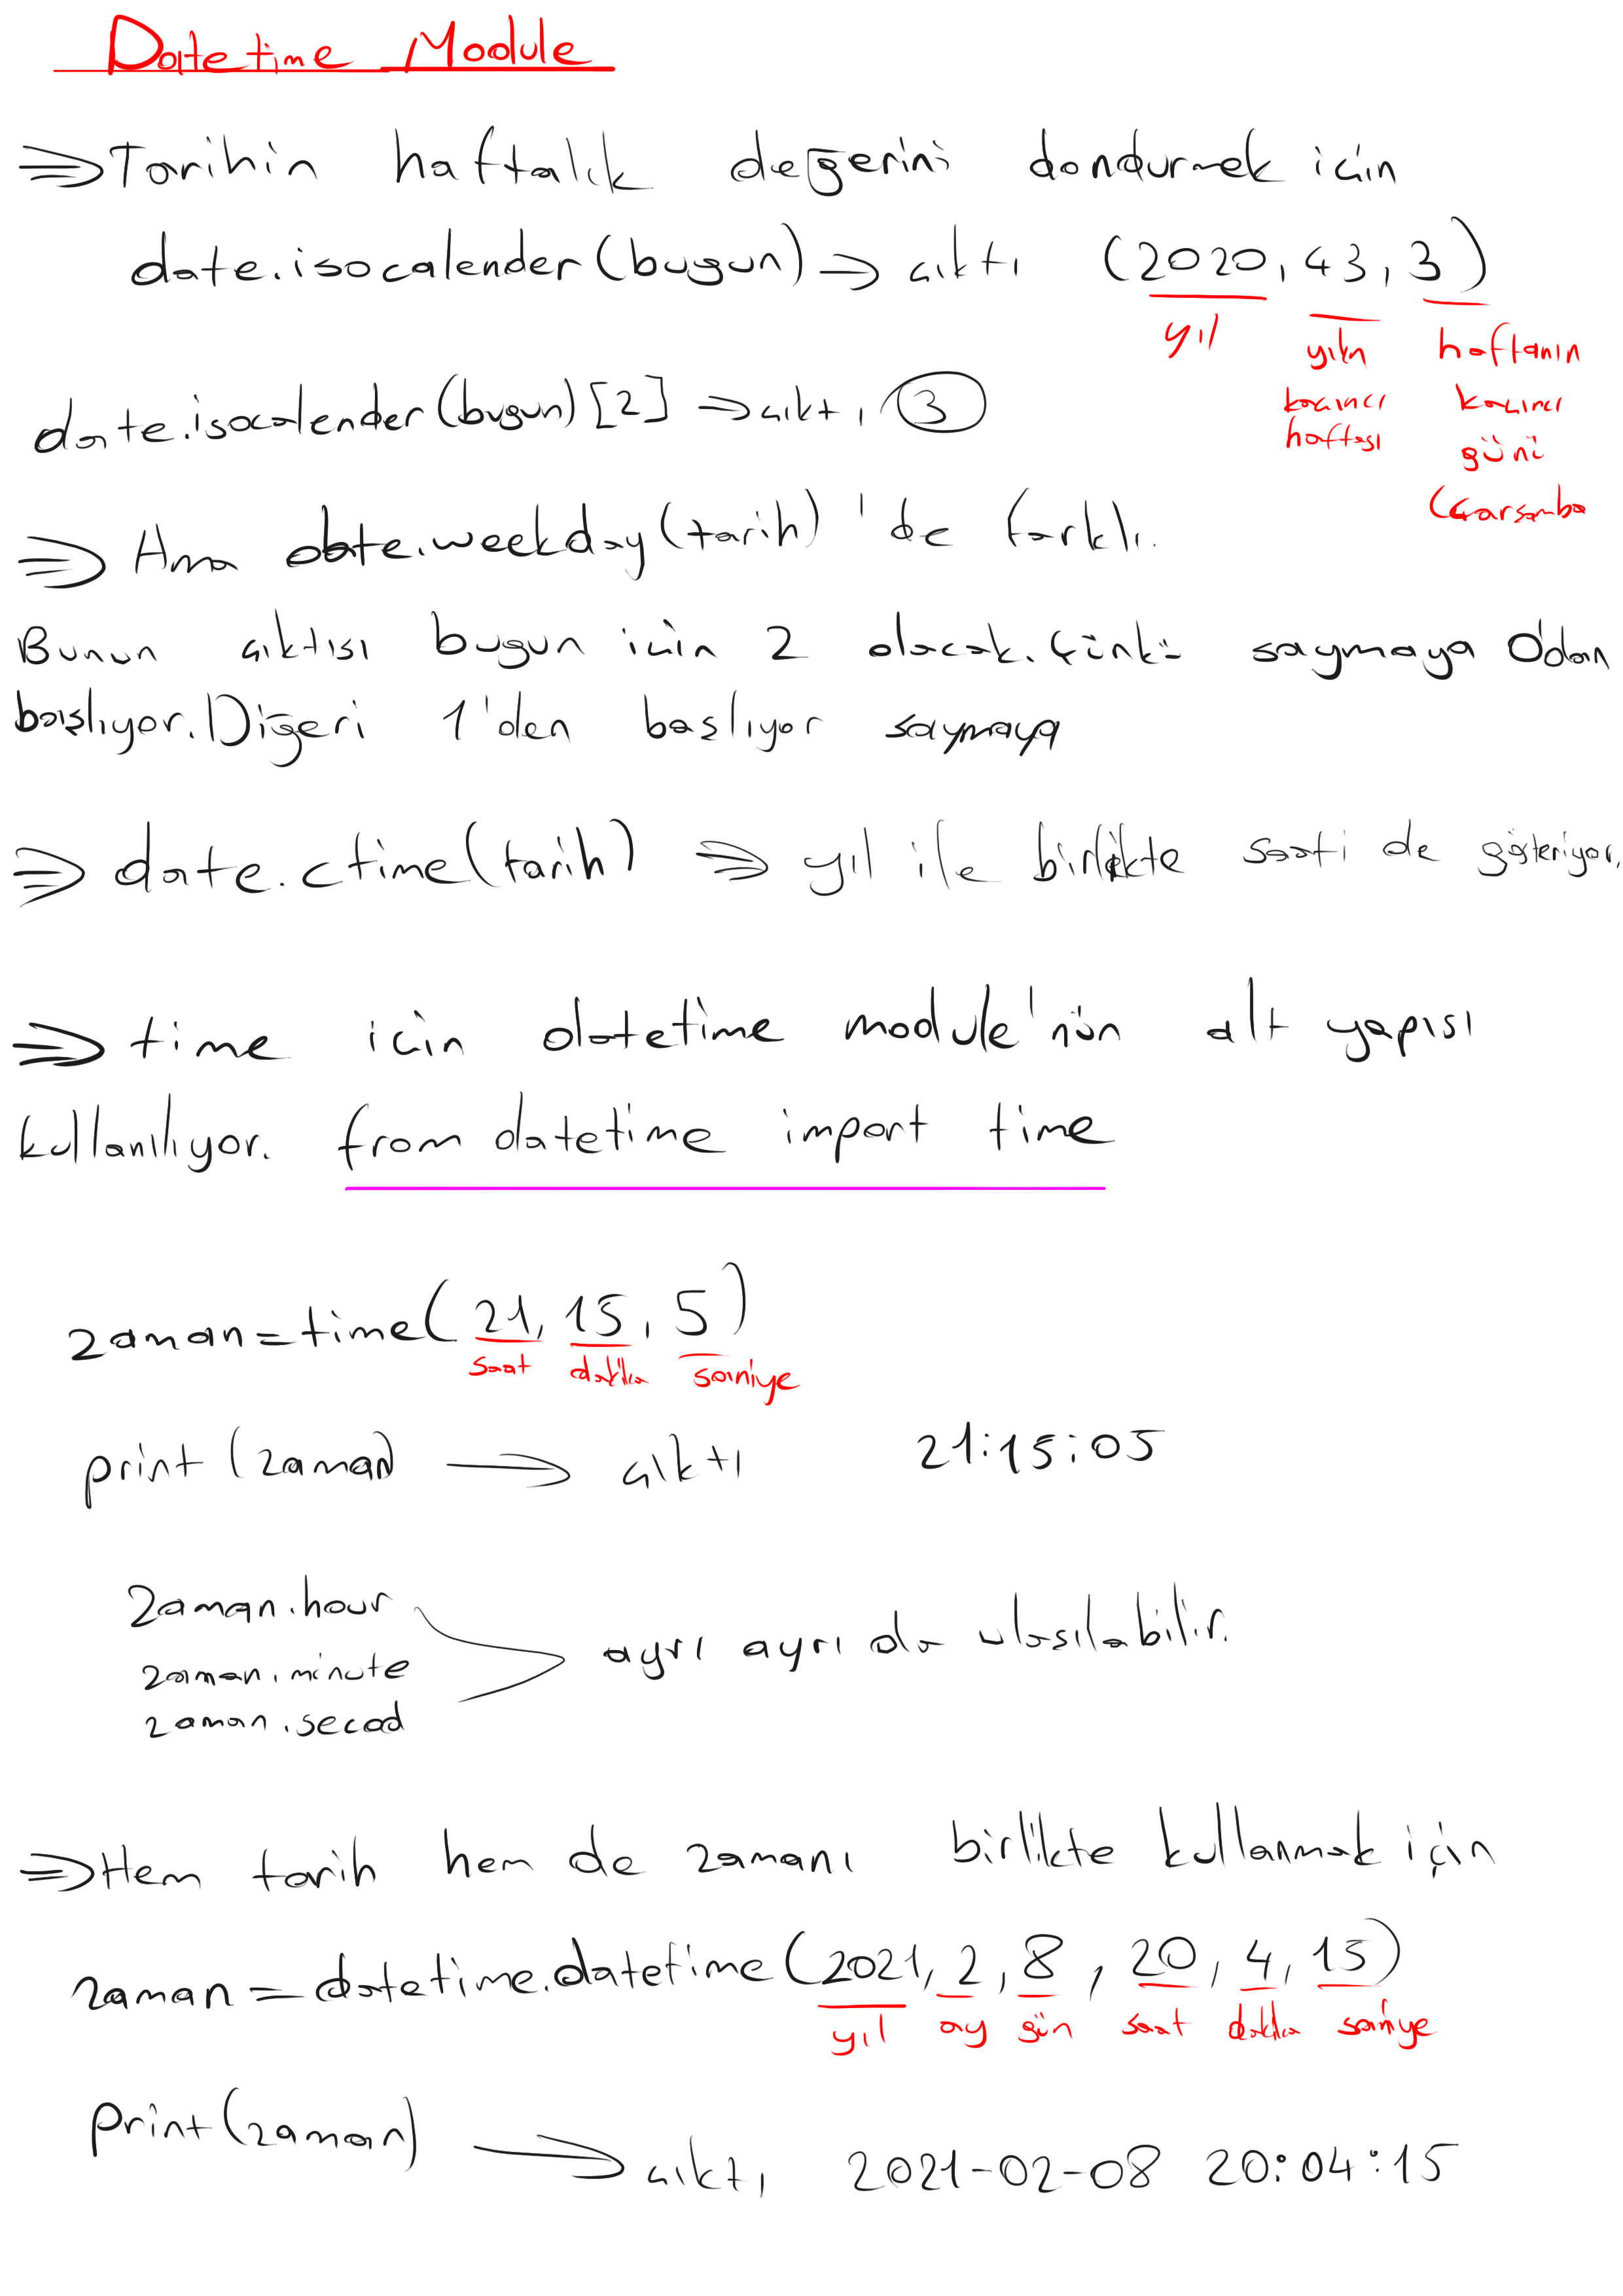 Datetime Module
⇒ Tarihin haftalık değerini dondurmek için
date.isocalender(bugun) ⇒ çıktı (2020, 43, 3)
yıl
yılın kaçıncı haftası
haftanın kaçıncı günü (Çarşamba
date.isocalender(bugun)[2] ⇒ çıktı 3
⇒ Ama date.weekday(tarih)'de farklı.
Bunun çıktısı bugun için 2 olacak. Çünkü saymaya 0'dan
başlıyor. Diğeri 1'den başlıyor saymaya
⇒ date.ctime(tarih) ⇒ yıl ile birlikte saati de gösteriyor.
⇒ time için datetime module'nün alt yapısı
kullanılıyor. from datetime import time
zaman=time(21, 15, 5)
saat dakika saniye
print(zaman) → çıktı 21:15:05
zaman.hour
zaman.minute
zaman.secod
ayrı ayrı da ulaşılabilir.
⇒ Hem tarih hem de zamanı birlikte kullanmak için
zaman = datetime.datetime(2021, 2, 8, 20, 4, 15)
yıl ay gün saat dakika saniye
print(zaman) → çıktı 2021-02-08 20:04:15